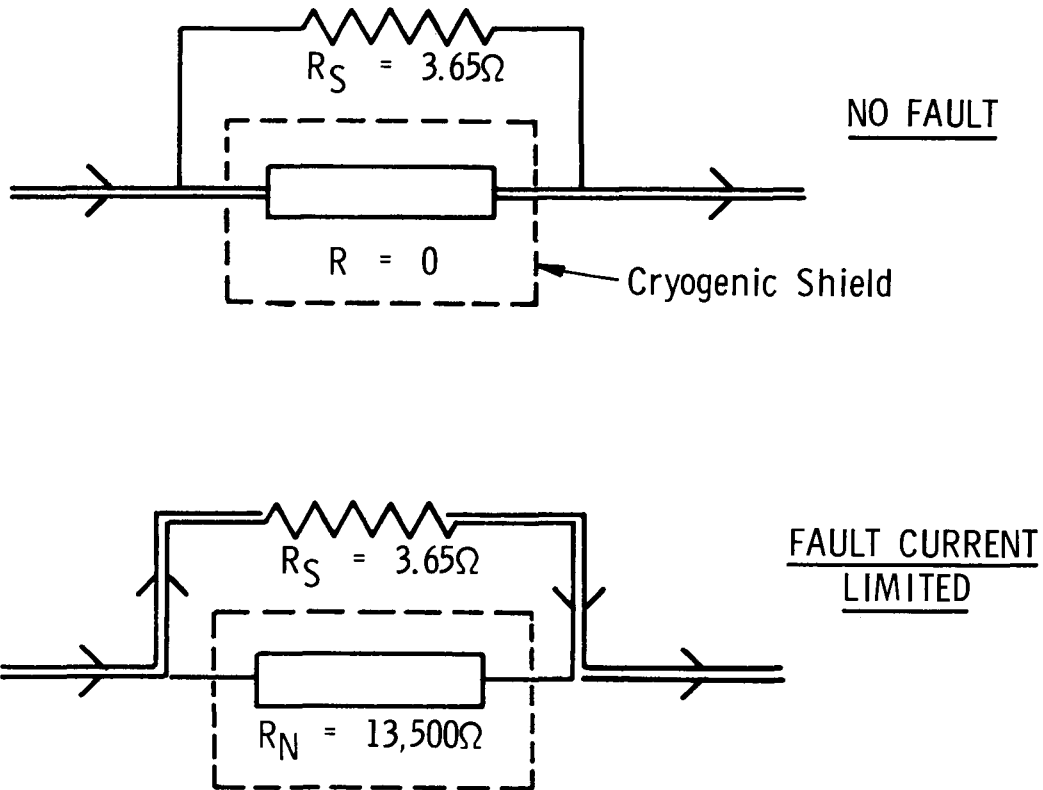 R_S = 3.65Ω
NO FAULT
R = 0
Cryogenic Shield
FAULT CURRENT
LIMITED
R_S = 3.65Ω
R_N = 13,500Ω